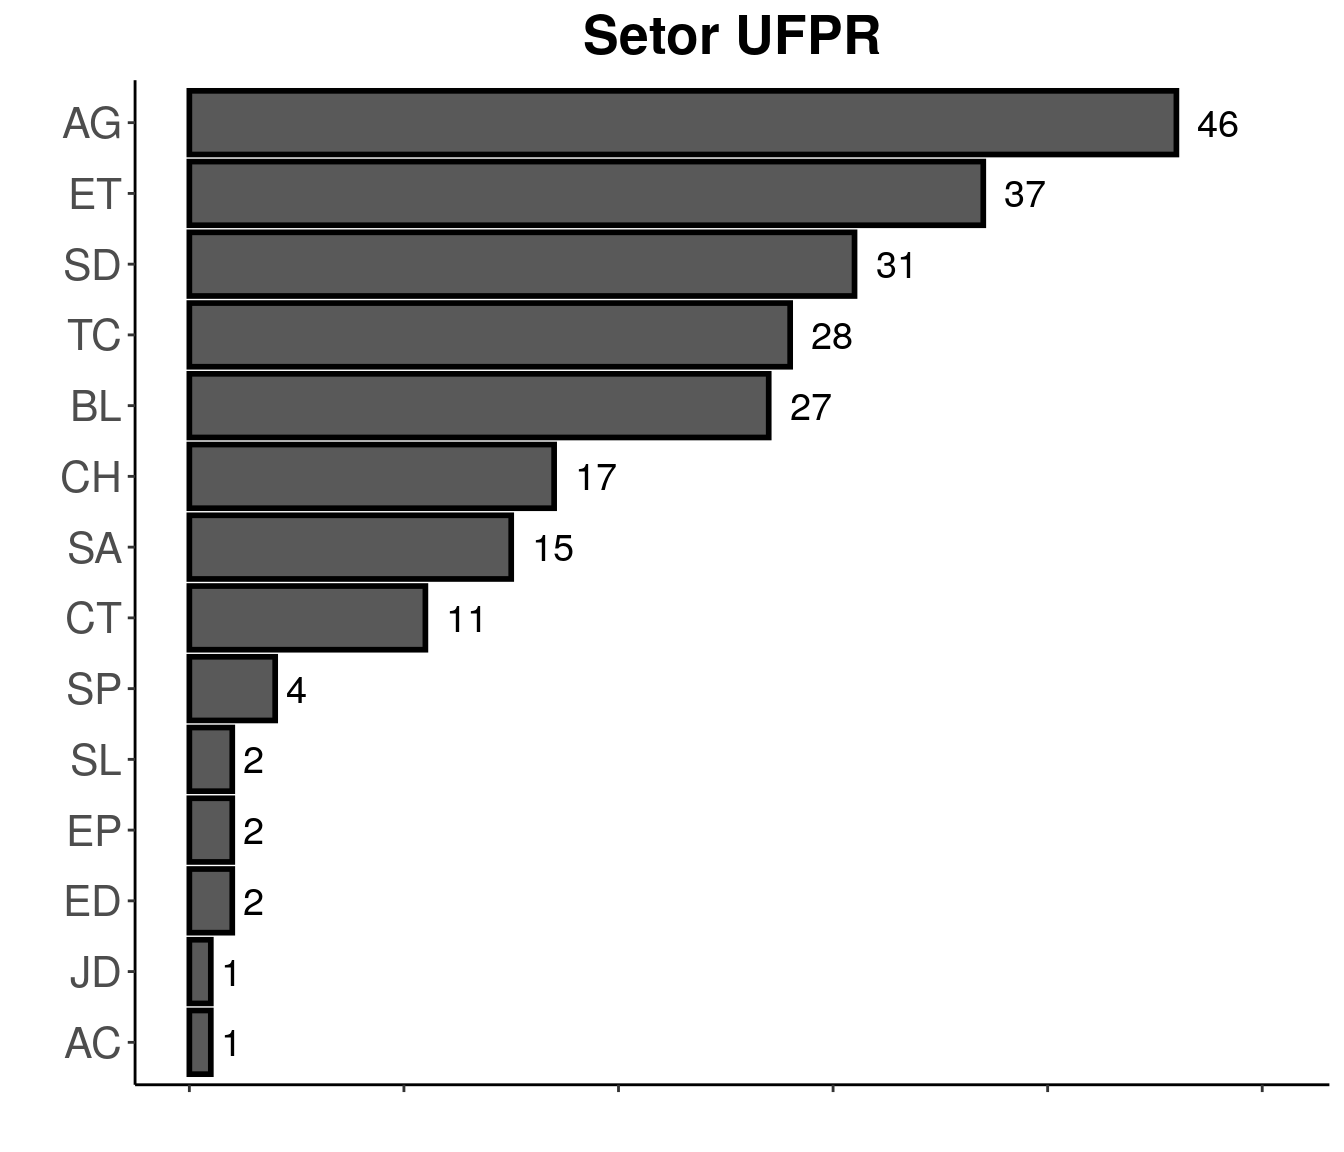 Setor UFPR
AG 46
ET 37
SD 31
TC 28
BL 27
CH 17
SA 15
CT 11
SP 4
SL 2
EP 2
ED 2
JD 1
AC 1